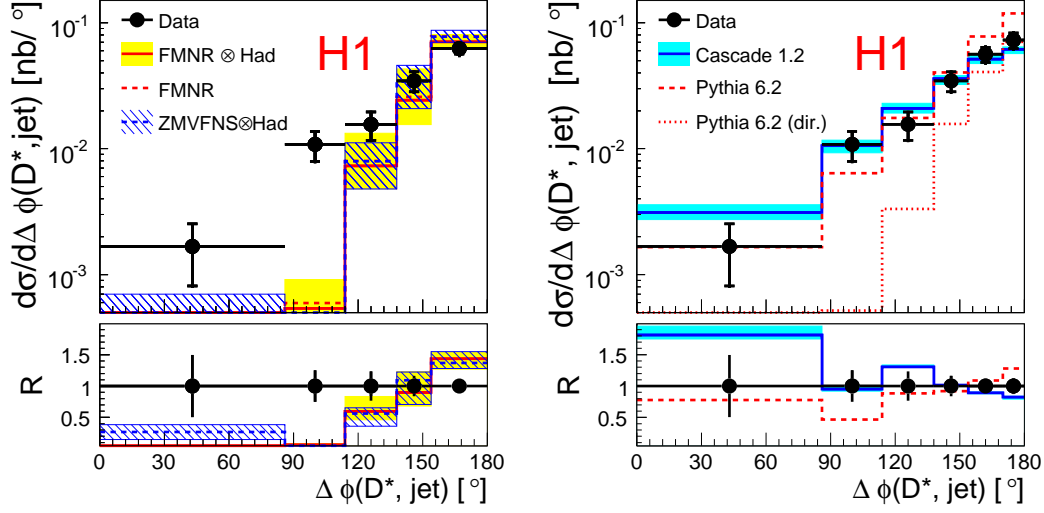 dσ/dΔ ϕ(D*,jet) [nb/ °]
10⁻¹
10⁻²
10⁻³
Data
FMNR ⊗ Had
FMNR
ZMVFNS⊗Had
H1
R
1.5
1
0.5
0 30 60 90 120 150 180
Δ ϕ(D*, jet) [ °]
dσ/dΔ ϕ(D*, jet) [nb/ °]
10⁻¹
10⁻²
10⁻³
Data
Cascade 1.2
Pythia 6.2
Pythia 6.2 (dir.)
H1
R
1.5
1
0.5
0 30 60 90 120 150 180
Δ ϕ(D*, jet) [ °]